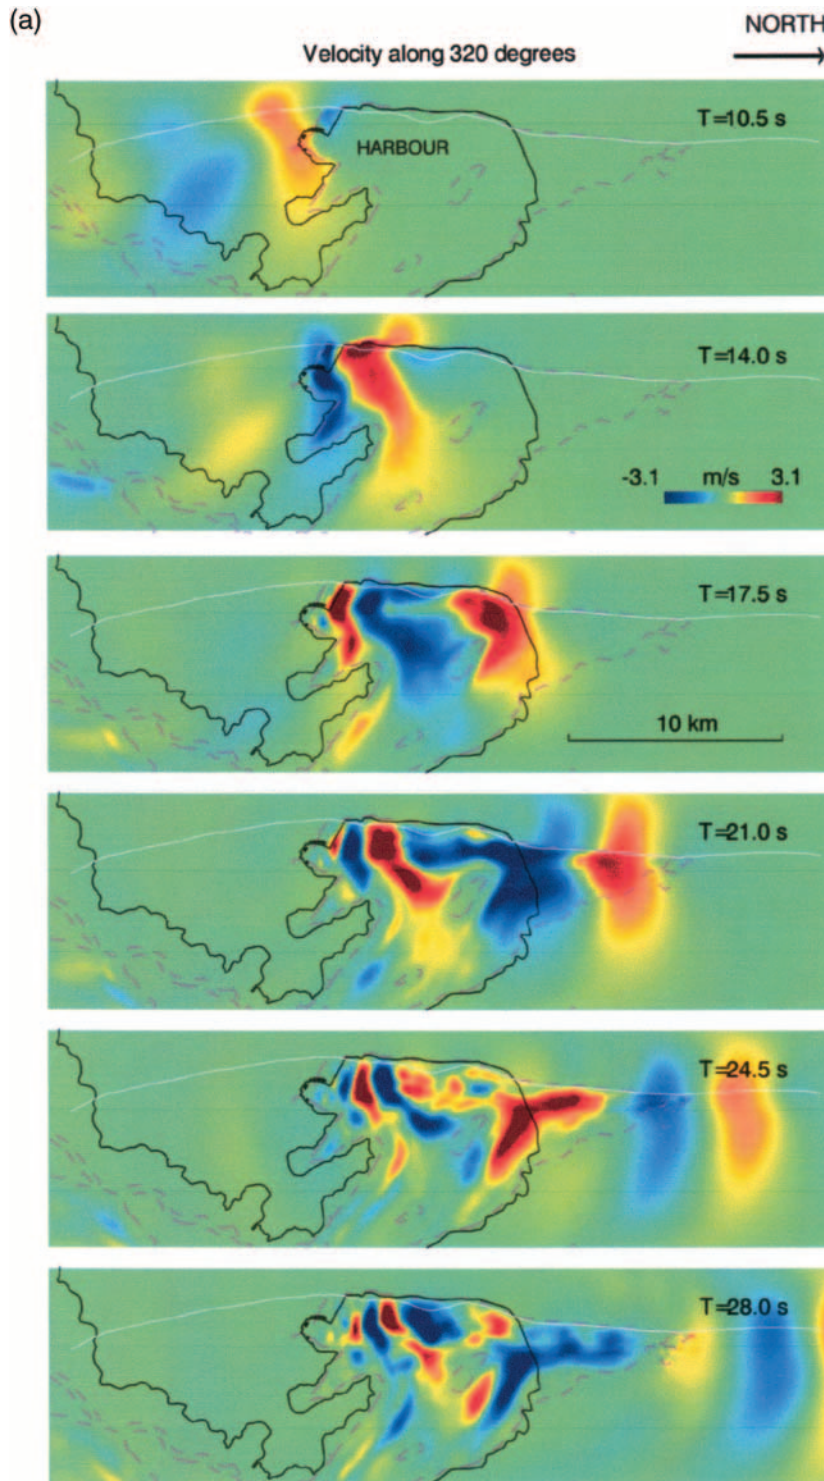 (a)
NORTH
Velocity along 320 degrees
T=10.5 s
HARBOUR
T=14.0 s
-3.1 m/s 3.1
T=17.5 s
10 km
T=21.0 s
T=24.5 s
T=28.0 s